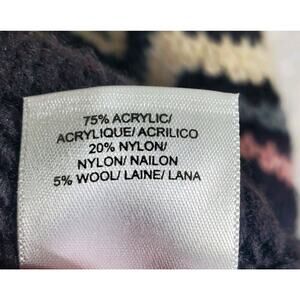 75% ACRYLIC/
ACRYLIQUE/ ACRILICO
20% NYLON/
NYLON/ NAILON
5% WOOL/ LAINE/ LANA